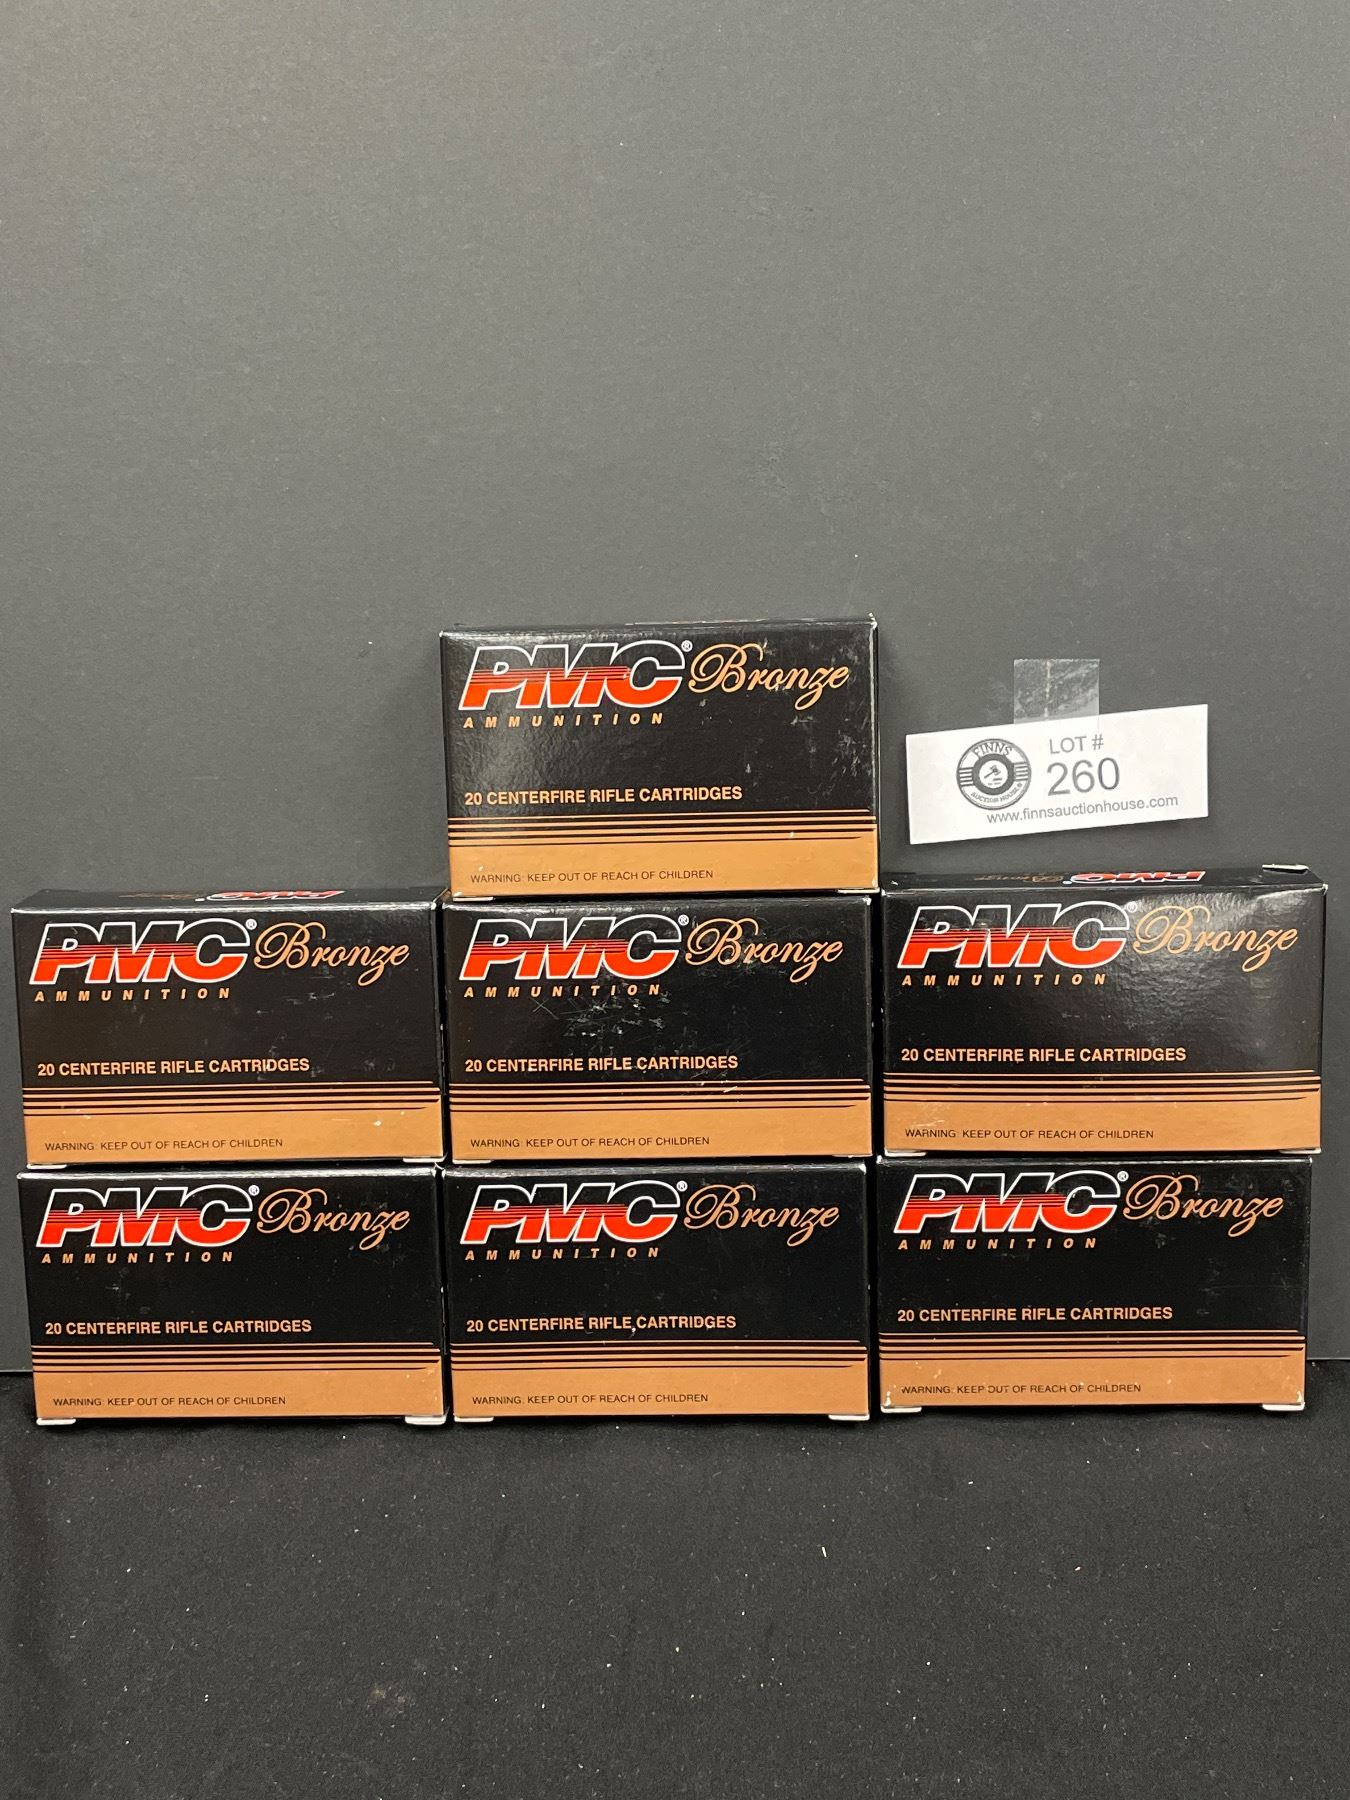 PMC® Bronze
AMMUNITION
20 CENTERFIRE RIFLE CARTRIDGES
WARNING: KEEP OUT OF REACH OF CHILDREN
FINNS
AUCTION HOUSE
LOT #
260
www.finnsauctionhouse.com
PMC® Bronze
AMMUNITION
20 CENTERFIRE RIFLE CARTRIDGES
WARNING: KEEP OUT OF REACH OF CHILDREN
PMC® Bronze
AMMUNITION
20 CENTERFIRE RIFLE CARTRIDGES
WARNING: KEEP OUT OF REACH OF CHILDREN
PMC Bronze
PMC® Bronze
AMMUNITION
20 CENTERFIRE RIFLE CARTRIDGES
WARNING: KEEP OUT OF REACH OF CHILDREN
PMC® Bronze
AMMUNITION
20 CENTERFIRE RIFLE CARTRIDGES
WARNING: KEEP OUT OF REACH OF CHILDREN
PMC® Bronze
AMMUNITION
20 CENTERFIRE RIFLE CARTRIDGES
WARNING: KEEP OUT OF REACH OF CHILDREN
PMC® Bronze
AMMUNITION
20 CENTERFIRE RIFLE CARTRIDGES
WARNING: KEEP OUT OF REACH OF CHILDREN